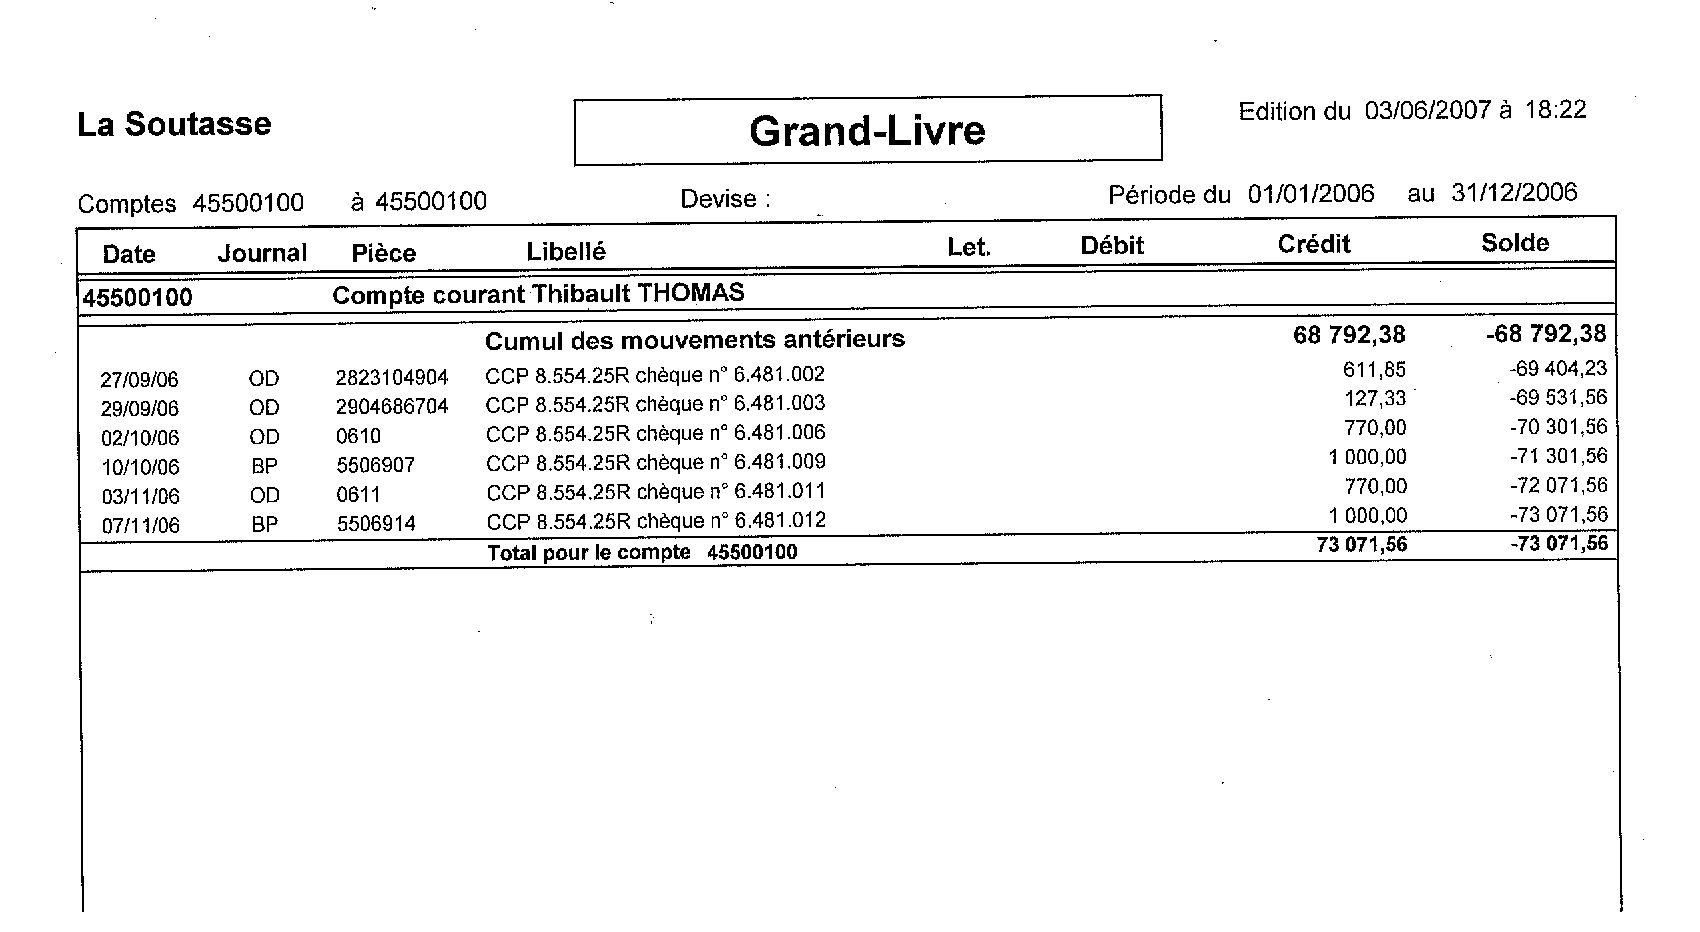 La Soutasse
Grand-Livre
Edition du 03/06/2007 à 18:22
Comptes 45500100 à 45500100 Devise : Période du 01/01/2006 au 31/12/2006
Date Journal Pièce Libellé Let. Débit Crédit Solde
45500100 Compte courant Thibault THOMAS
Cumul des mouvements antérieurs 68 792,38 -68 792,38
27/09/06 OD 2823104904 CCP 8.554.25R chèque n° 6.481.002 611,85 -69 404,23
29/09/06 OD 2904686704 CCP 8.554.25R chèque n° 6.481.003 127,33 -69 531,56
02/10/06 OD 0610 CCP 8.554.25R chèque n° 6.481.006 770,00 -70 301,56
10/10/06 BP 5506907 CCP 8.554.25R chèque n° 6.481.009 1 000,00 -71 301,56
03/11/06 OD 0611 CCP 8.554.25R chèque n° 6.481.011 770,00 -72 071,56
07/11/06 BP 5506914 CCP 8.554.25R chèque n° 6.481.012 1 000,00 -73 071,56
Total pour le compte 45500100 73 071,56 -73 071,56